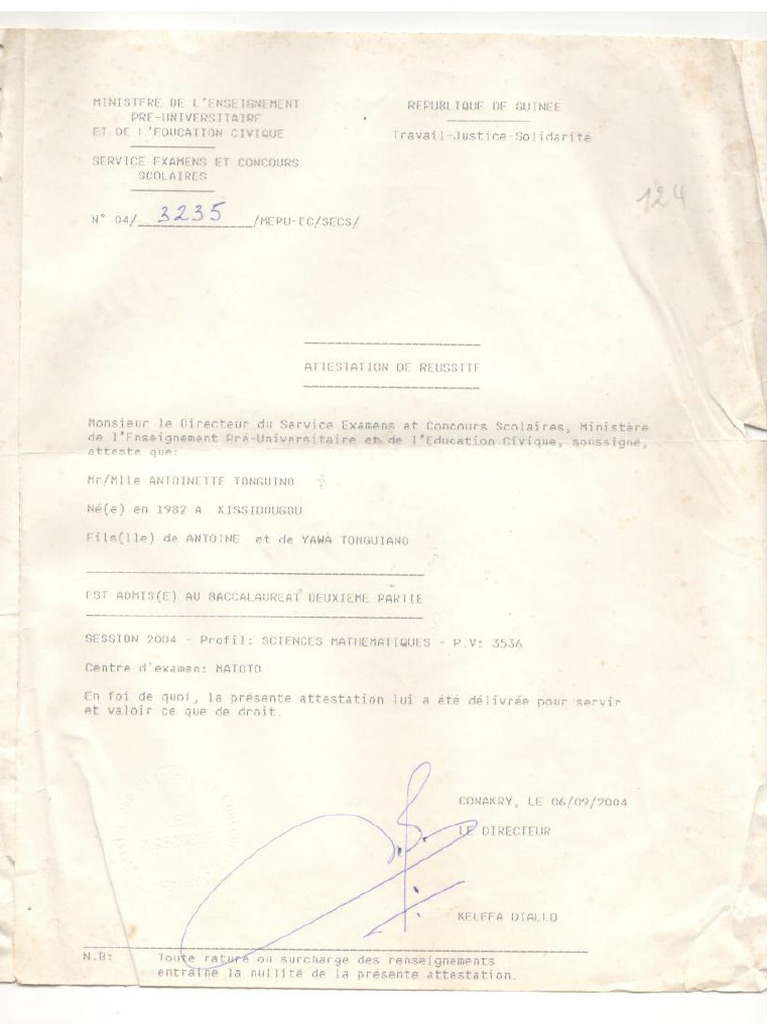 MINISTERE DE L'ENSEIGNEMENT
PRE-UNIVERSITAIRE
ET DE L'EDUCATION CIVIQUE
SERVICE EXAMENS ET CONCOURS
SCOLAIRES
N° 04/ 3235 /MEPU-EC/SECS/
REPUBLIQUE DE GUINEE
Travail-Justice-Solidarité
124
ATTESTATION DE REUSSITE
Monsieur le Directeur du Service Examens et Concours Scolaires, Ministère
de l'Enseignement Pré-Universitaire et de l'Education Civique, soussigné,
atteste que:
Mr/Mlle ANTOINETTE TONGUINO
Né(e) en 1982 A KISSIDOUGOU
Fils(lle) de ANTOINE et de YAWA TONGUIANO
EST ADMIS(E) AU BACCALAUREAT DEUXIEME PARTIE
SESSION 2004 - Profil: SCIENCES MATHEMATIQUES - P.V: 3536
Centre d'examen: MATOTO
En foi de quoi, la présente attestation lui a été délivrée pour servir
et valoir ce que de droit.
CONAKRY, LE 06/09/2004
LE DIRECTEUR
KELEFA DIALLO
N.B: Toute rature ou surcharge des renseignements
entraîne la nullité de la présente attestation.